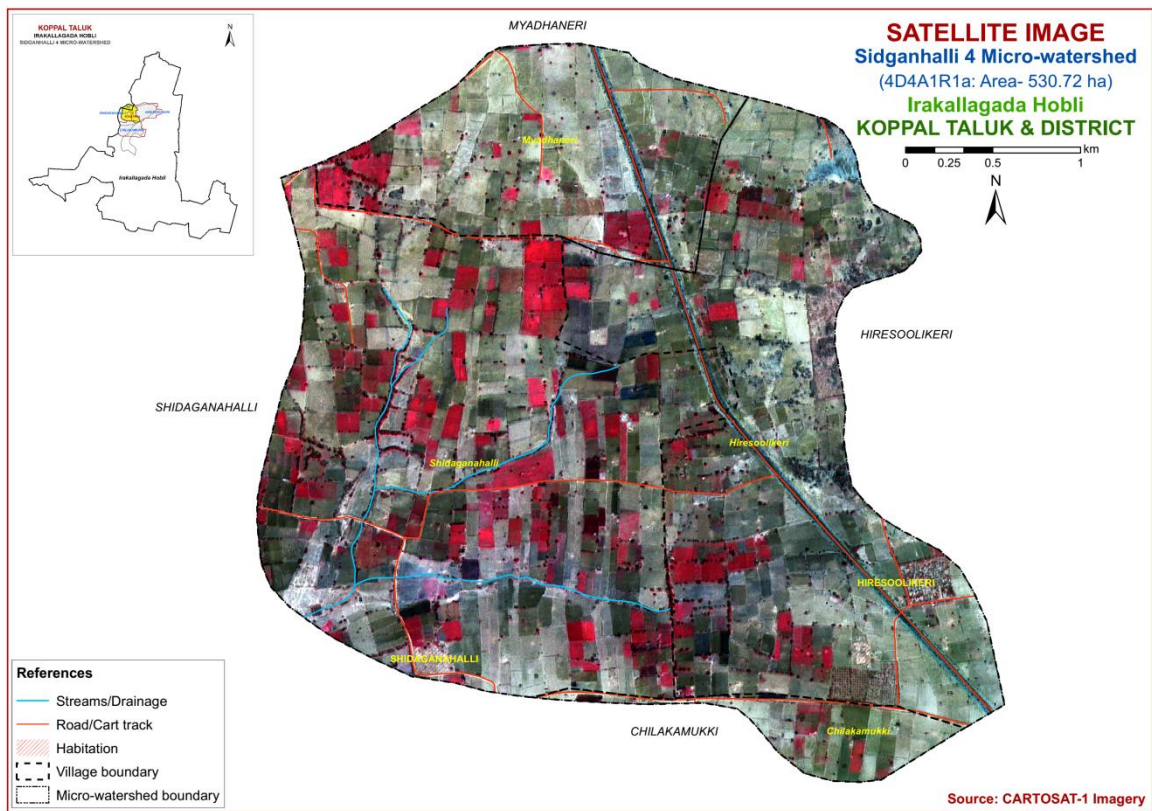 KOPPAL TALUK
IRAKALLAGADA HOBLI
SIDGANHALLI 4 MICRO-WATERSHED
N
Irakallagada Hobli
MYADHANERI
SATELLITE IMAGE
Sidganhalli 4 Micro-watershed
(4D4A1R1a: Area- 530.72 ha)
Irakallagada Hobli
KOPPAL TALUK & DISTRICT
km
0 0.25 0.5 1
N
Myadhaneri
HIRESOOLIKERI
SHIDAGANAHALLI
Hiresoolikeri
Shidaganahalli
HIRESOOLIKERI
SHIDAGANAHALLI
CHILAKAMUKKI
Chilakamukki
References
Streams/Drainage
Road/Cart track
Habitation
Village boundary
Micro-watershed boundary
Source: CARTOSAT-1 Imagery